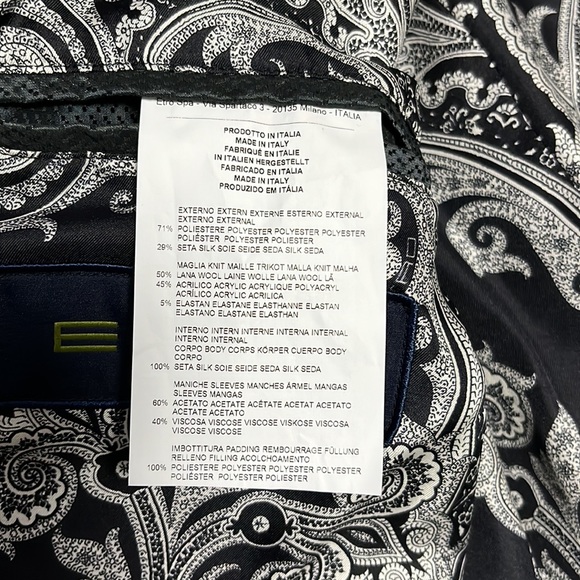 Etro Spa - Via Spartaco 3 - 20135 Milano - ITALIA
PRODOTTO IN ITALIA
MADE IN ITALY
FABRIQUÉ EN ITALIE
IN ITALIEN HERGESTELLT
FABRICADO EN ITALIA
MADE IN ITALY
PRODUZIDO EM ITÁLIA
EXTERNO EXTERN EXTERNE ESTERNO EXTERNAL
EXTERNO EXTERNAL
71% POLIESTERE POLYESTER POLYESTER POLYESTER
POLIÉSTER POLYESTER POLIESTER
29% SETA SILK SOIE SEIDE SEDA SILK SEDA
MAGLIA KNIT MAILLE TRIKOT MALLA KNIT MALHA
50% LANA WOOL LAINE WOLLE LANA WOOL LÃ
45% ACRILICO ACRYLIC ACRYLIQUE POLYACRYL
ACRÍLICO ACRYLIC ACRILICA
5% ELASTAN ELASTANE ELASTHANNE ELASTAN
ELASTANO ELASTANE ELASTHAN
INTERNO INTERN INTERNE INTERNA INTERNAL
INTERNO INTERNAL
CORPO BODY CORPS KÖRPER CUERPO BODY
CORPO
100% SETA SILK SOIE SEIDE SEDA SILK SEDA
MANICHE SLEEVES MANCHES ÄRMEL MANGAS
SLEEVES MANGAS
60% ACETATO ACETATE ACÉTATE ACETAT ACETATO
ACETATE ACETATO
40% VISCOSA VISCOSE VISCOSE VISKOSE VISCOSA
VISCOSE VISCOSE
IMBOTTITURA PADDING REMBOURRAGE FÜLLUNG
RELLENO FILLING ACOLCHOAMENTO
100% POLIESTERE POLYESTER POLYESTER POLYESTER
POLIÉSTER POLYESTER POLIESTER
E